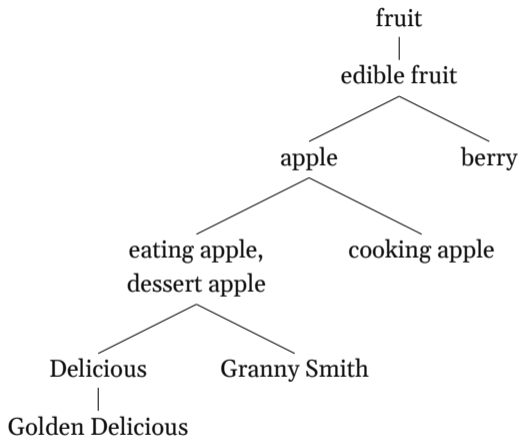 fruit
edible fruit
apple
berry
eating apple,
dessert apple
cooking apple
Delicious
Granny Smith
Golden Delicious